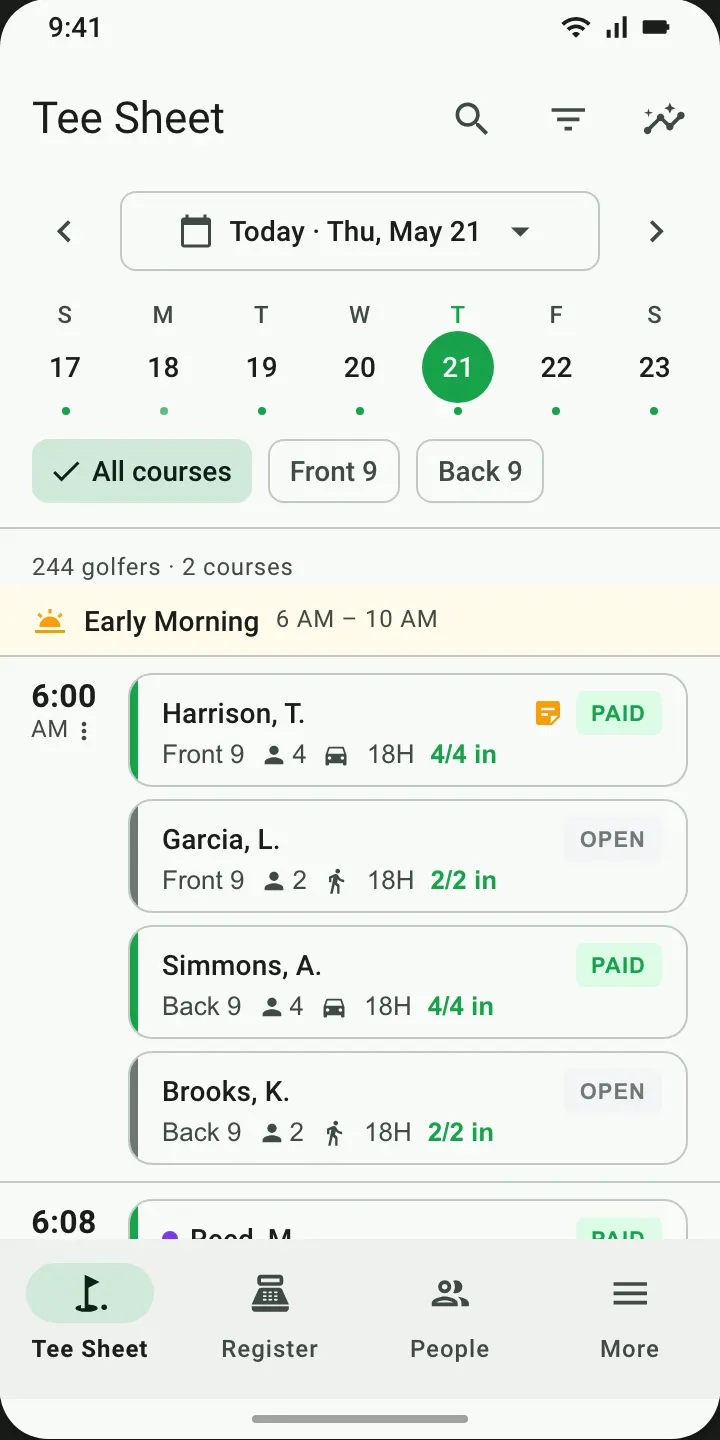 9:41
Tee Sheet
Today · Thu, May 21
S M T W T F S
17 18 19 20 21 22 23
All courses Front 9 Back 9
244 golfers · 2 courses
Early Morning 6 AM – 10 AM
6:00 AM
Harrison, T. PAID
Front 9 4 18H 4/4 in
Garcia, L. OPEN
Front 9 2 18H 2/2 in
Simmons, A. PAID
Back 9 4 18H 4/4 in
Brooks, K. OPEN
Back 9 2 18H 2/2 in
6:08
Reed, M. PAID
Tee Sheet Register People More